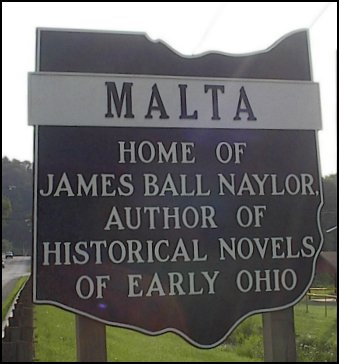 MALTA
HOME OF
JAMES BALL NAYLOR,
AUTHOR OF
HISTORICAL NOVELS
OF EARLY OHIO